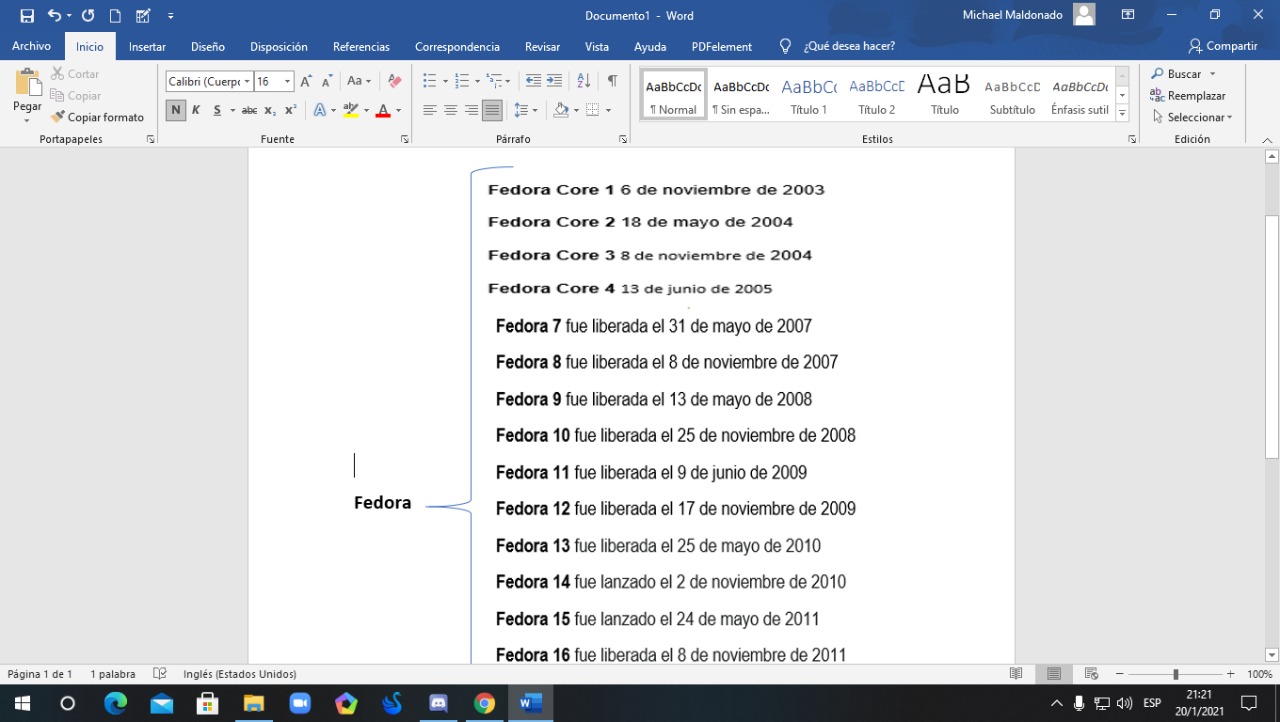 Documento1 - Word
Michael Maldonado
Archivo Inicio Insertar Diseño Disposición Referencias Correspondencia Revisar Vista Ayuda PDFelement ¿Qué desea hacer? Compartir
Pegar
Cortar
Copiar
Copiar formato
Portapapeles
Calibri (Cuerpo 16
Aa
N K S abc x₂ x²
Fuente
Párrafo
AaBbCcDc AaBbCcDc AaBbCc AaBbCcD AaB AaBbCcD AaBbCcDc
¶ Normal ¶ Sin espa... Título 1 Título 2 Título Subtítulo Énfasis sutil
Estilos
Buscar
Reemplazar
Seleccionar
Edición
Fedora Core 1 6 de noviembre de 2003
Fedora Core 2 18 de mayo de 2004
Fedora Core 3 8 de noviembre de 2004
Fedora Core 4 13 de junio de 2005
Fedora 7 fue liberada el 31 de mayo de 2007
Fedora 8 fue liberada el 8 de noviembre de 2007
Fedora 9 fue liberada el 13 de mayo de 2008
Fedora 10 fue liberada el 25 de noviembre de 2008
Fedora 11 fue liberada el 9 de junio de 2009
Fedora
Fedora 12 fue liberada el 17 de noviembre de 2009
Fedora 13 fue liberada el 25 de mayo de 2010
Fedora 14 fue lanzado el 2 de noviembre de 2010
Fedora 15 fue lanzado el 24 de mayo de 2011
Fedora 16 fue liberada el 8 de noviembre de 2011
Página 1 de 1 1 palabra Inglés (Estados Unidos) 100%
ESP
21:21
20/1/2021